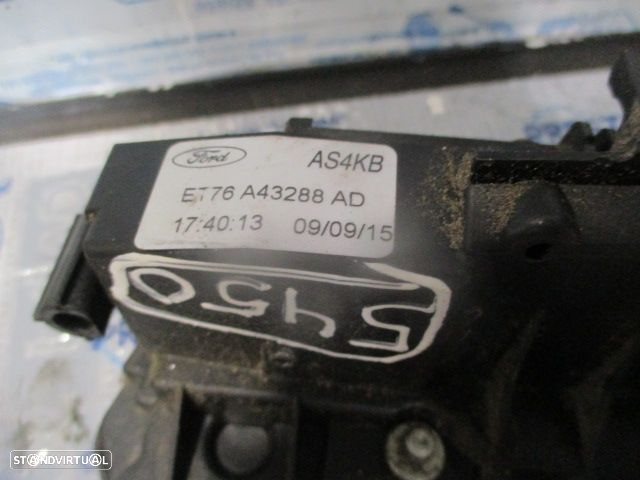 Ford
AS4KB
ET76 A43288 AD
17:40:13 09/09/15
5450
STANDVIRTUAL